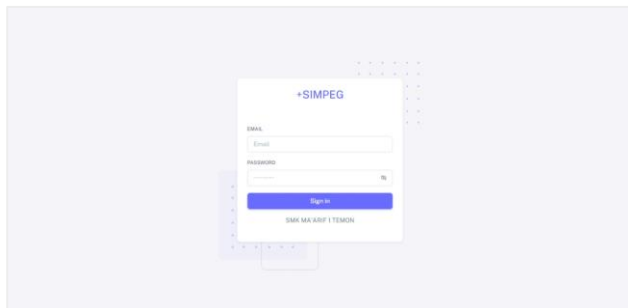 +SIMPEG
EMAIL
Email
PASSWORD
Sign in
SMK MA'ARIF 1 TEMON